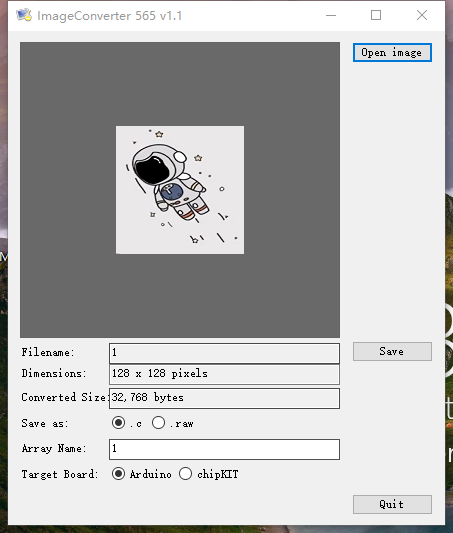 ImageConverter 565 v1.1
Open image
Filename: 1
Save
Dimensions: 128 x 128 pixels
Converted Size: 32,768 bytes
Save as: .c .raw
Array Name: 1
Target Board: Arduino chipKIT
Quit